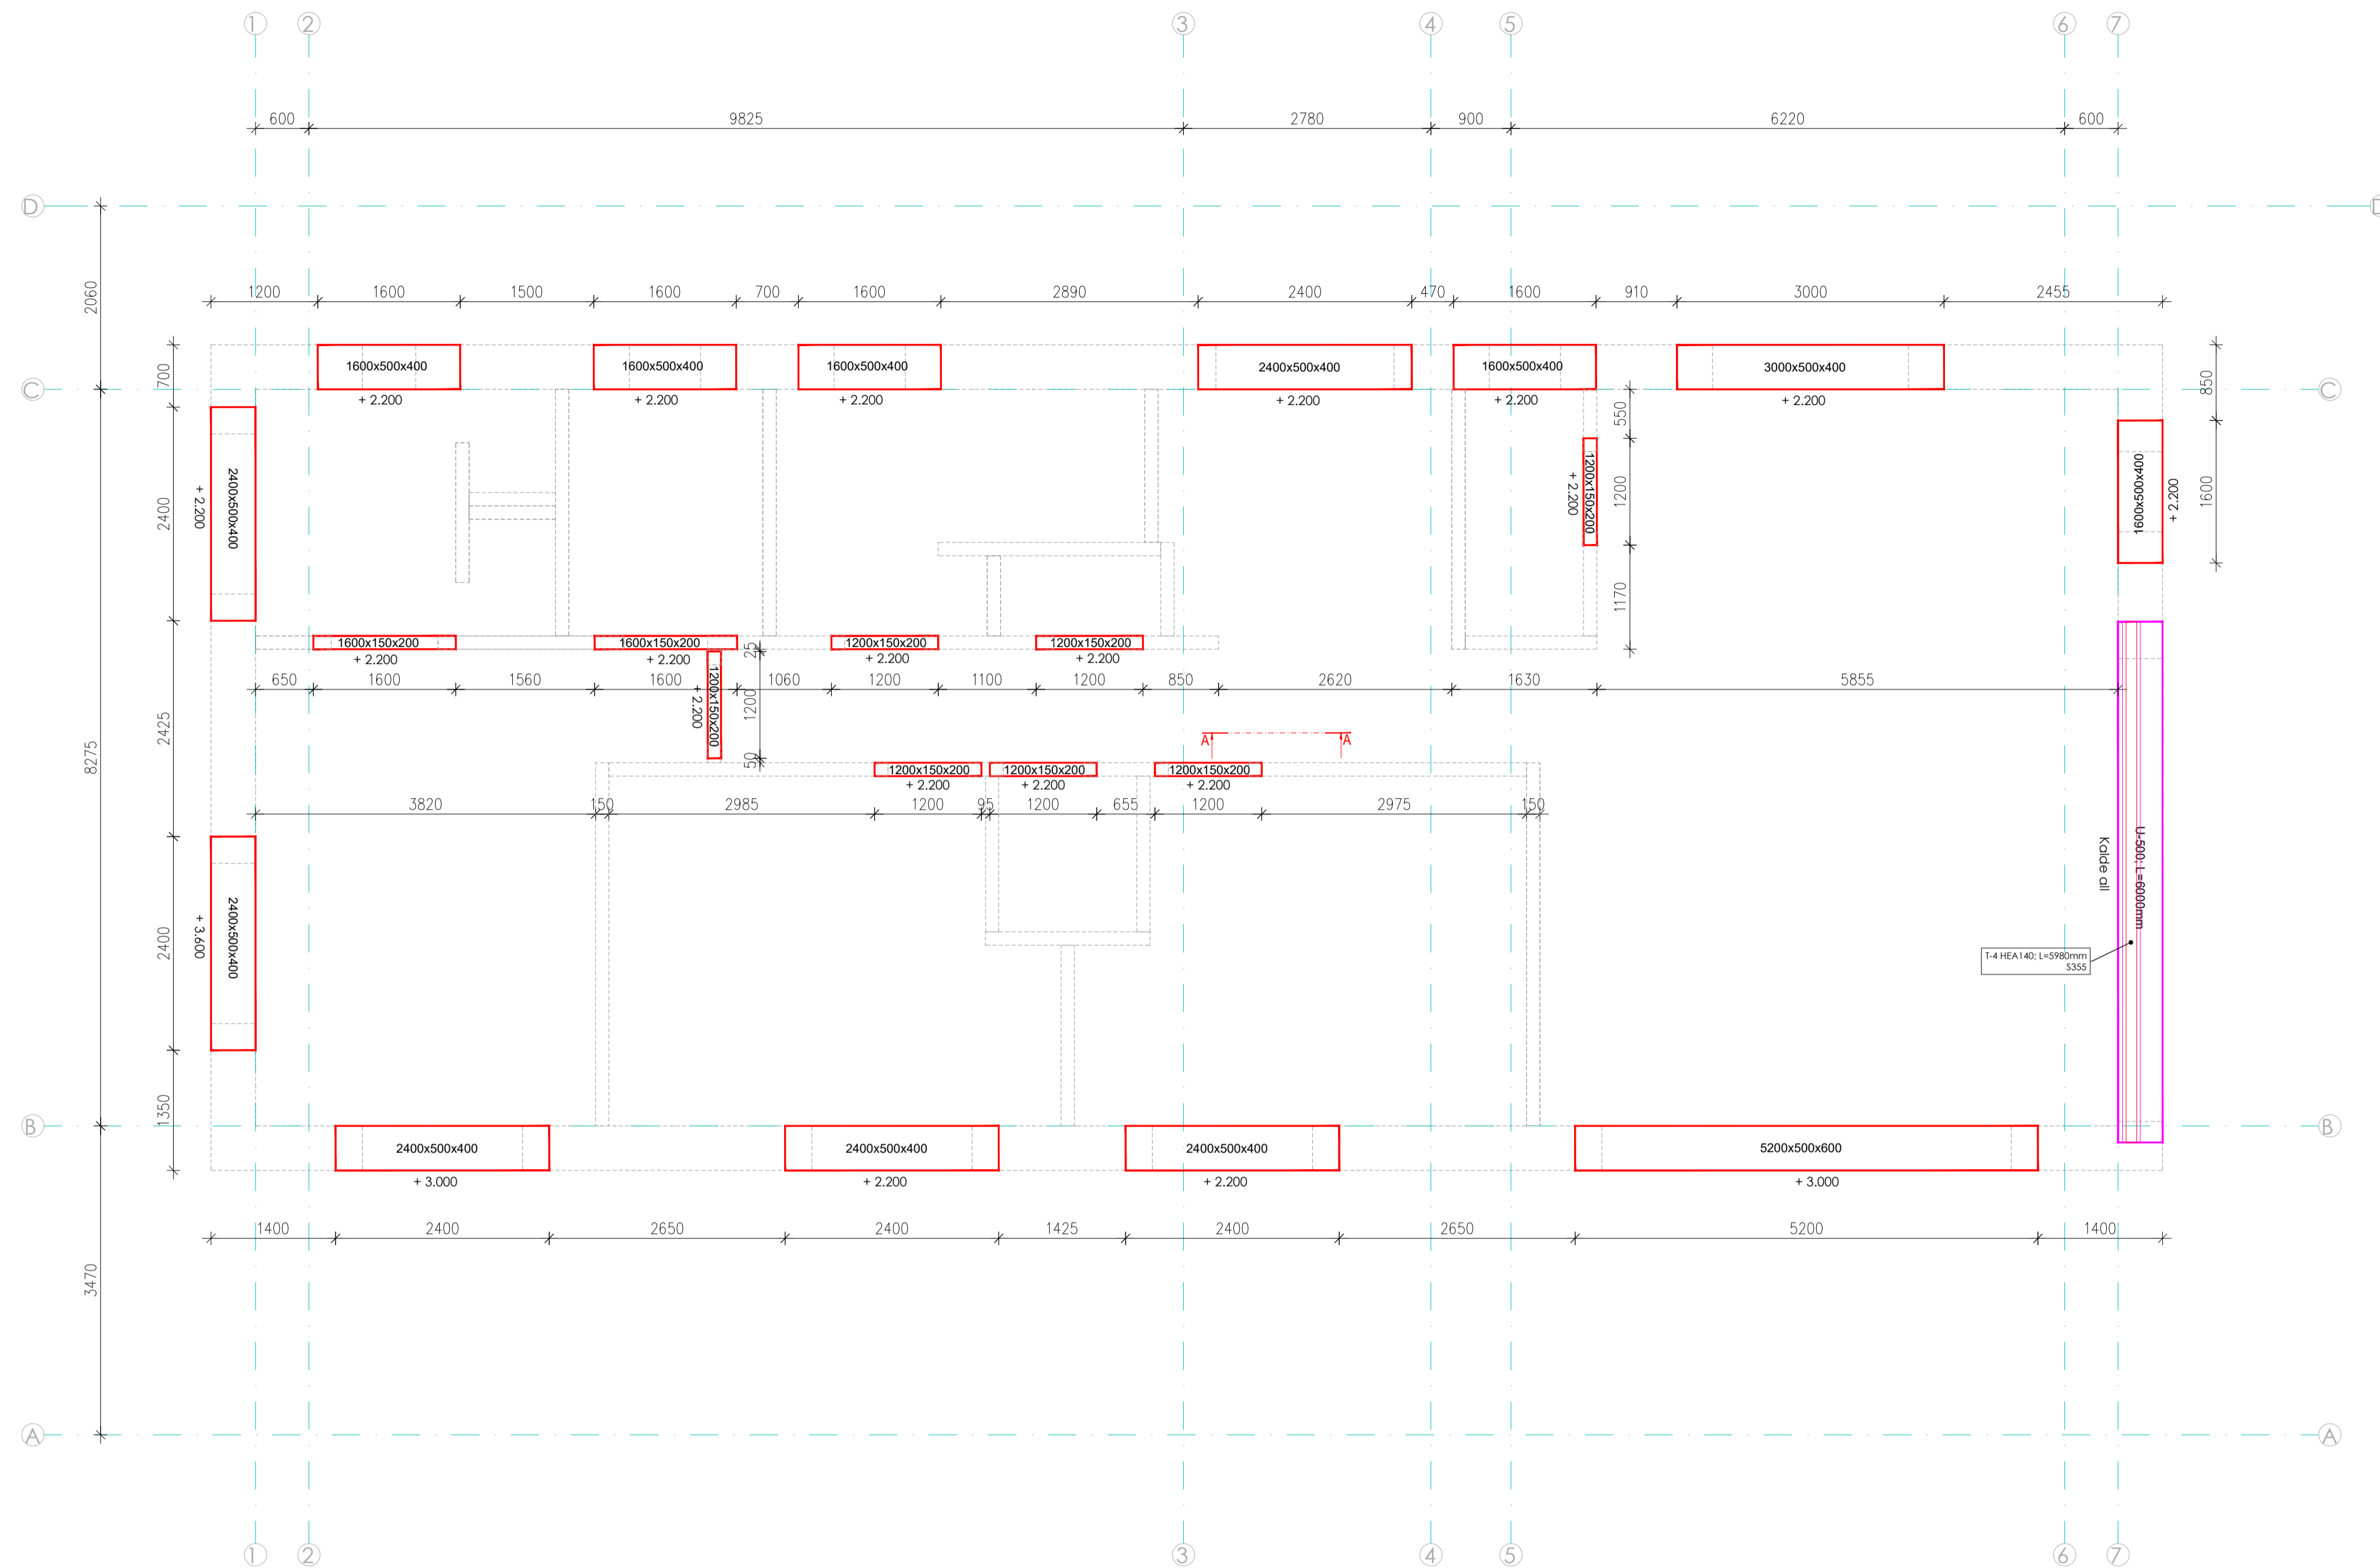 1 2 3 4 5 6 7
600 9825 2780 900 6220 600
D
2060
1200 1600 1500 1600 700 1600 2890 2400 470 1600 910 3000 2455
700
1600x500x400 1600x500x400 1600x500x400 2400x500x400 1600x500x400 3000x500x400
850
C C
+ 2.200 + 2.200 + 2.200 + 2.200 + 2.200 + 2.200
550
2400
2400x500x400
+ 2.200
1200x150x200
+ 2.200
1200
1600x500x400
+ 2.200
1600
1170
1600x150x200 1600x150x200 1200x150x200 1200x150x200
+ 2.200 + 2.200 + 2.200 + 2.200
25
650 1600 1560 1600 1060 1200 1100 1200 850 2620 1630 5855
1200x150x200
+ 2.200
1200
50
2425
8275
A A
1200x150x200 1200x150x200 1200x150x200
+ 2.200 + 2.200 + 2.200
3820 150 2985 1200 95 1200 655 1200 2975 150
2400
2400x500x400
+ 3.600
U-500; L=6000mm
Kalde all
T-4 HEA140; L=5980mm
S355
1350
B B
2400x500x400 2400x500x400 2400x500x400 5200x500x600
+ 3.000 + 2.200 + 2.200 + 3.000
1400 2400 2650 2400 1425 2400 2650 5200 1400
3470
A A
1 2 3 4 5 6 7